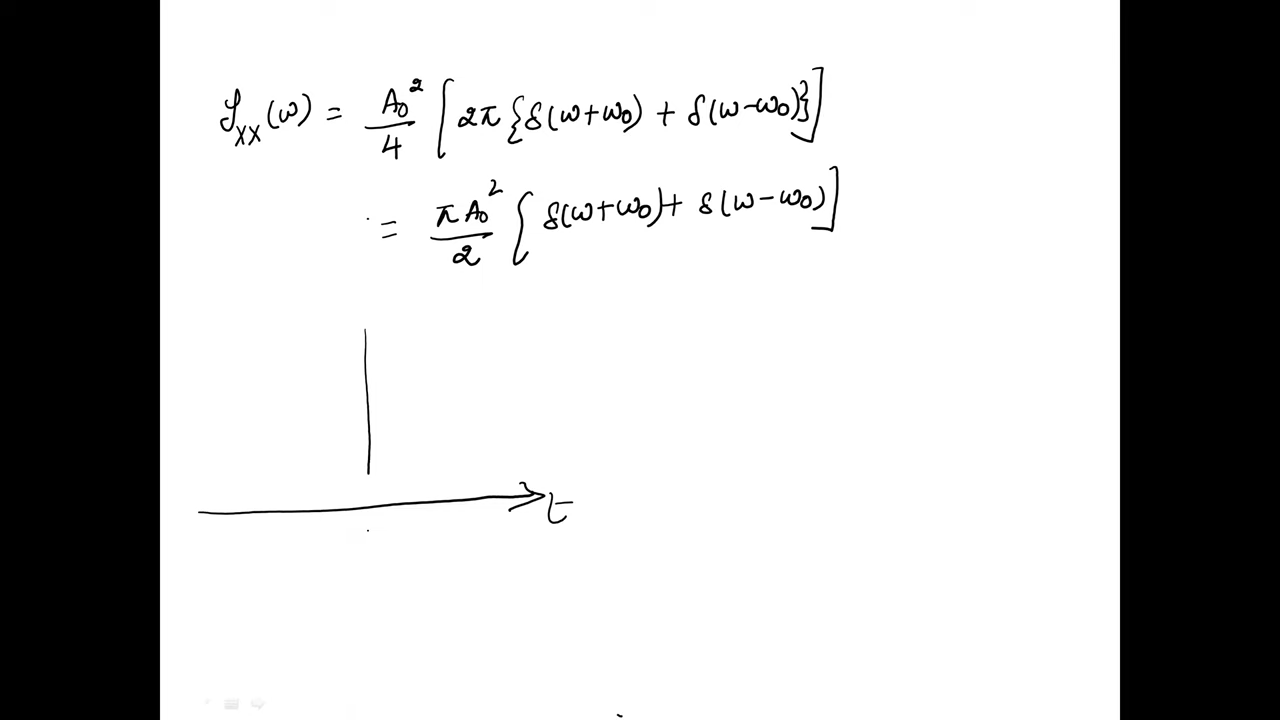 𝒮_XX(ω) = A₀²/4 [2π{δ(ω+ω₀) + δ(ω−ω₀)}]
= πA₀²/2 [δ(ω+ω₀) + δ(ω−ω₀)]
t